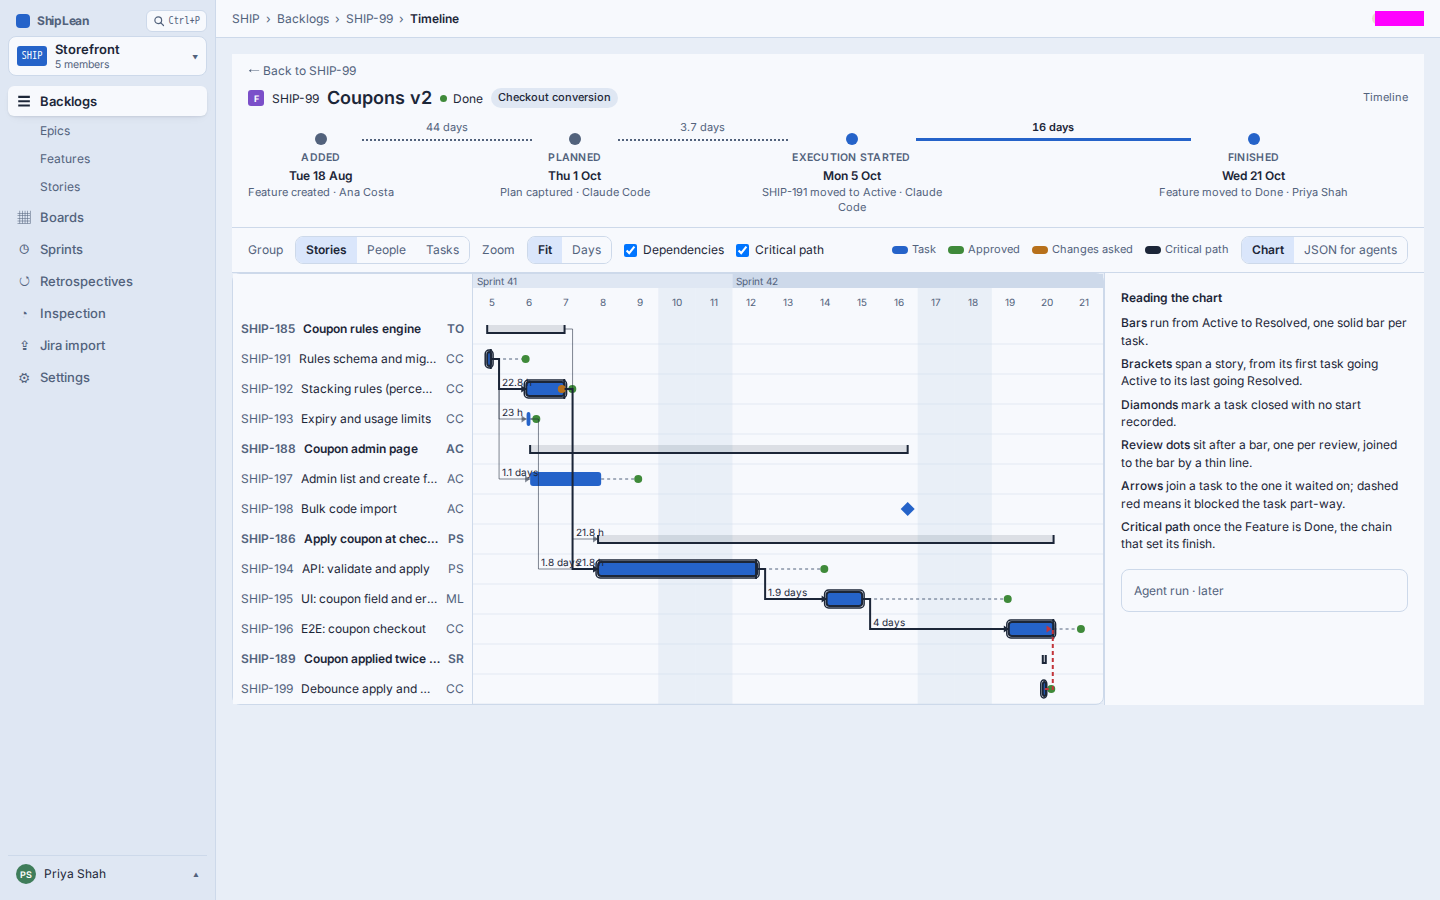 ShipLean
Ctrl+P
SHIP
Storefront
5 members
Backlogs
Epics
Features
Stories
Boards
Sprints
Retrospectives
Inspection
Jira import
Settings
PS Priya Shah
SHIP › Backlogs › SHIP-99 › Timeline
← Back to SHIP-99
F SHIP-99 Coupons v2 Done Checkout conversion
Timeline
44 days
3.7 days
16 days
ADDED
Tue 18 Aug
Feature created · Ana Costa
PLANNED
Thu 1 Oct
Plan captured · Claude Code
EXECUTION STARTED
Mon 5 Oct
SHIP-191 moved to Active · Claude
Code
FINISHED
Wed 21 Oct
Feature moved to Done · Priya Shah
Group Stories People Tasks Zoom Fit Days Dependencies Critical path
Task Approved Changes asked Critical path Chart JSON for agents
Sprint 41 Sprint 42
5 6 7 8 9 10 11 12 13 14 15 16 17 18 19 20 21
SHIP-185 Coupon rules engine TO
SHIP-191 Rules schema and mig... CC
SHIP-192 Stacking rules (perce... CC
22.8
SHIP-193 Expiry and usage limits CC
23 h
SHIP-188 Coupon admin page AC
SHIP-197 Admin list and create f... AC
1.1 days
SHIP-198 Bulk code import AC
SHIP-186 Apply coupon at chec... PS
21.8 h
SHIP-194 API: validate and apply PS
1.8 days
21.8
SHIP-195 UI: coupon field and er... ML
1.9 days
SHIP-196 E2E: coupon checkout CC
4 days
SHIP-189 Coupon applied twice ... SR
SHIP-199 Debounce apply and ... CC
Reading the chart
Bars run from Active to Resolved, one solid bar per
task.
Brackets span a story, from its first task going
Active to its last going Resolved.
Diamonds mark a task closed with no start
recorded.
Review dots sit after a bar, one per review, joined
to the bar by a thin line.
Arrows join a task to the one it waited on; dashed
red means it blocked the task part-way.
Critical path once the Feature is Done, the chain
that set its finish.
Agent run · later